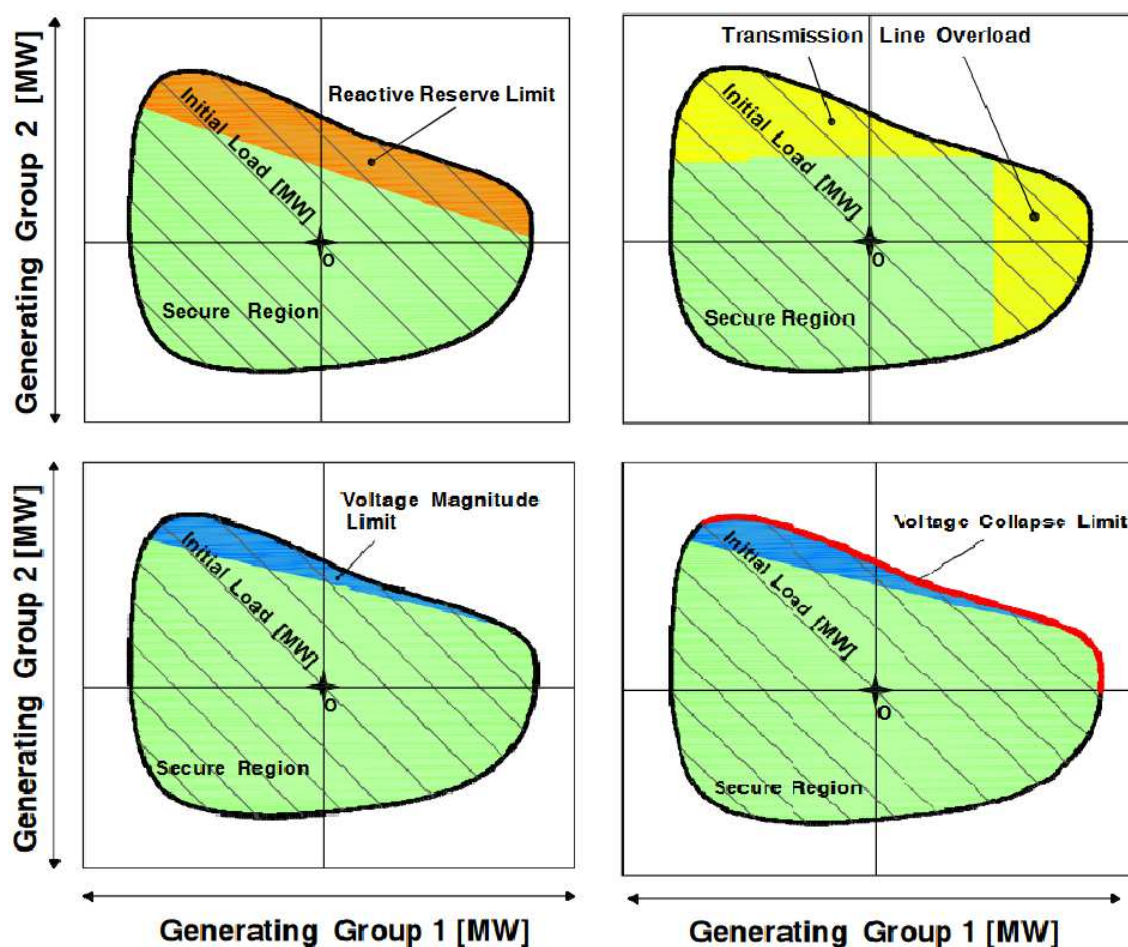 Generating Group 2 [MW]
Reactive Reserve Limit
Initial Load [MW]
O
Secure Region
Transmission Line Overload
Initial Load [MW]
O
Secure Region
Generating Group 2 [MW]
Voltage Magnitude
Limit
Initial Load [MW]
O
Secure Region
Generating Group 1 [MW]
Voltage Collapse Limit
Initial Load [MW]
O
Secure Region
Generating Group 1 [MW]